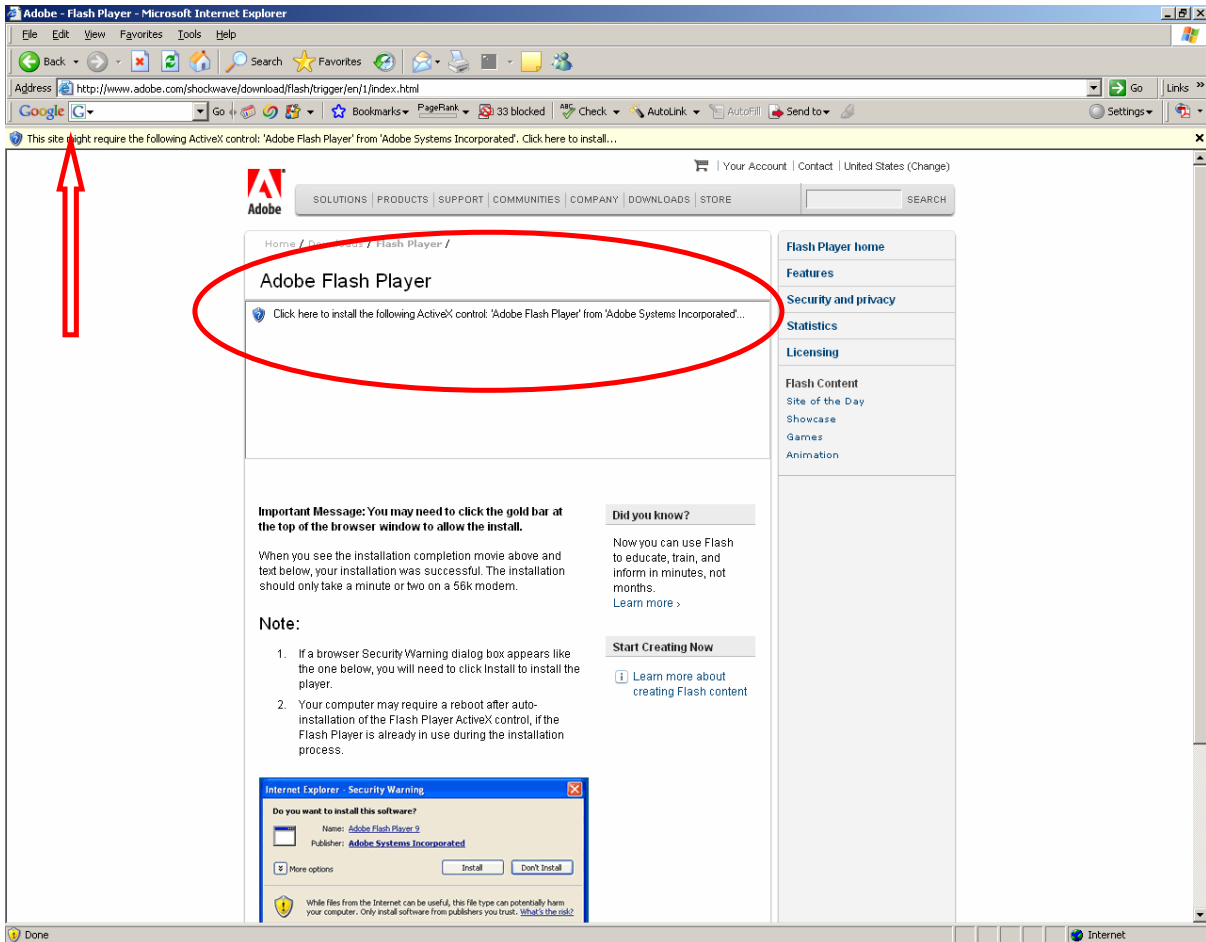 Adobe - Flash Player - Microsoft Internet Explorer
File Edit View Favorites Tools Help
Back Search Favorites
Address http://www.adobe.com/shockwave/download/flash/trigger/en/1/index.html Go Links »
Google G Go Bookmarks PageRank 33 blocked ABC Check AutoLink AutoFill Send to Settings
This site might require the following ActiveX control: 'Adobe Flash Player' from 'Adobe Systems Incorporated'. Click here to install...
Your Account | Contact | United States (Change)
Adobe
SOLUTIONS | PRODUCTS | SUPPORT | COMMUNITIES | COMPANY | DOWNLOADS | STORE SEARCH
Home / Downloads / Flash Player /
Adobe Flash Player
Click here to install the following ActiveX control: 'Adobe Flash Player' from 'Adobe Systems Incorporated'...
Flash Player home
Features
Security and privacy
Statistics
Licensing
Flash Content
Site of the Day
Showcase
Games
Animation
Important Message: You may need to click the gold bar at
the top of the browser window to allow the install.
When you see the installation completion movie above and
text below, your installation was successful. The installation
should only take a minute or two on a 56k modem.
Note:
1. If a browser Security Warning dialog box appears like
the one below, you will need to click Install to install the
player.
2. Your computer may require a reboot after auto-
installation of the Flash Player ActiveX control, if the
Flash Player is already in use during the installation
process.
Did you know?
Now you can use Flash
to educate, train, and
inform in minutes, not
months.
Learn more ›
Start Creating Now
Learn more about
creating Flash content
Internet Explorer - Security Warning
Do you want to install this software?
Name: Adobe Flash Player 9
Publisher: Adobe Systems Incorporated
More options Install Don't Install
While files from the Internet can be useful, this file type can potentially harm
your computer. Only install software from publishers you trust. What's the risk?
Done Internet